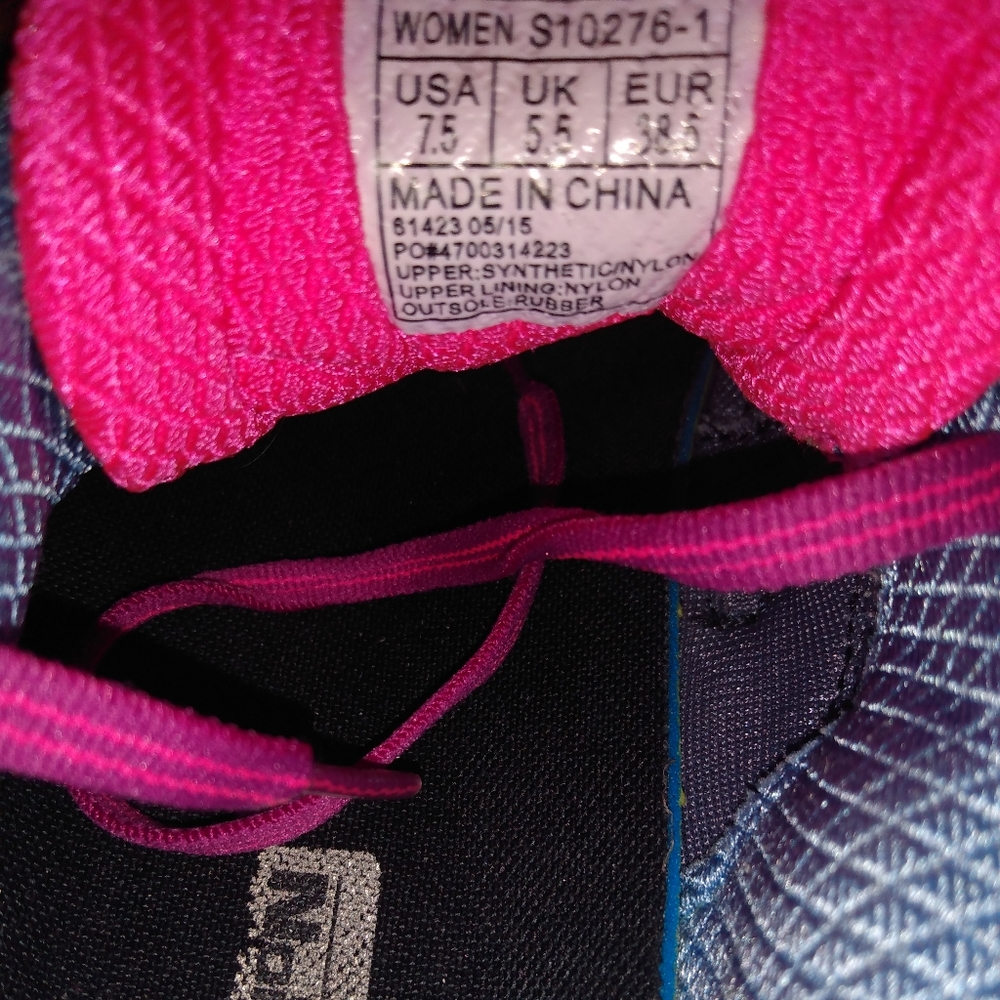 WOMEN S10276-1
USA UK EUR
7.5 5.5 38.5
MADE IN CHINA
81423 05/15
PO#4700314223
UPPER:SYNTHETIC/NYLON
UPPER LINING:NYLON
OUTSOLE:RUBBER